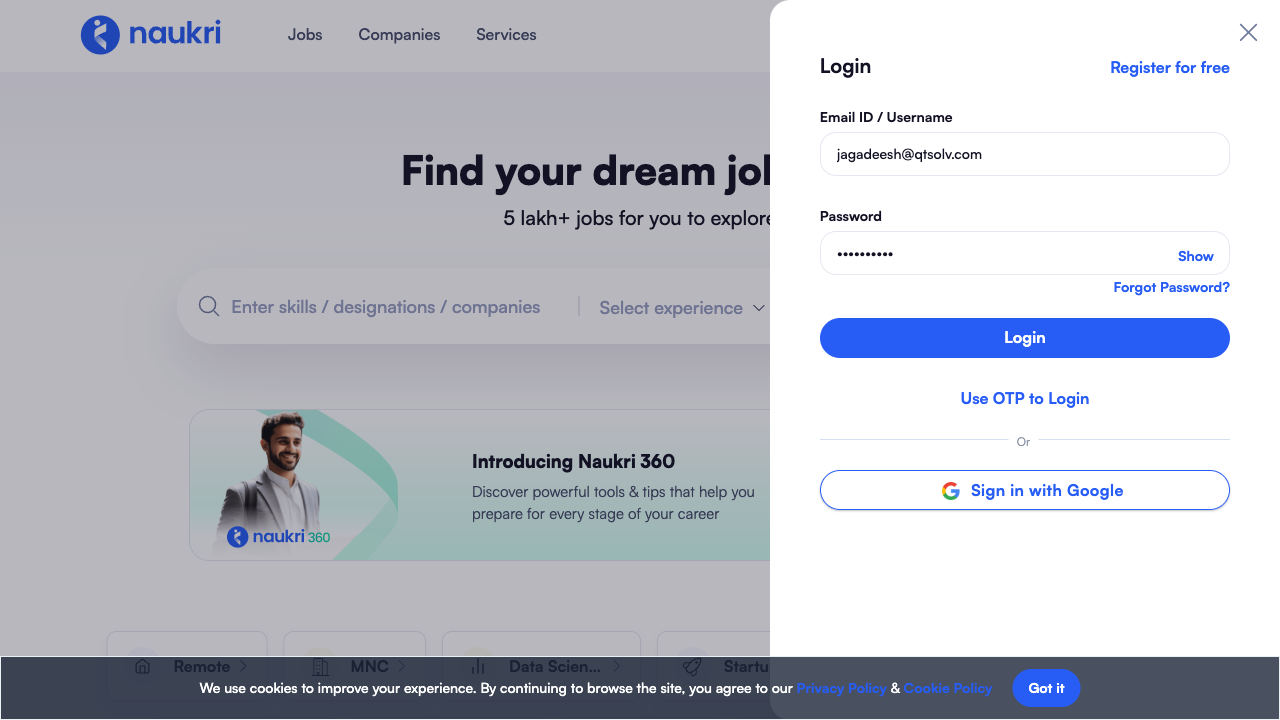 naukri
Jobs
Companies
Services
Login
Register for free
Email ID / Username
jagadeesh@qtsolv.com
Find your dream
5 lakh+ jobs for you to explore
Password
••••••••••
Show
Forgot Password?
Enter skills / designations / companies
Select experience
Login
Use OTP to Login
Or
Sign in with Google
Introducing Naukri 360
Discover powerful tools & tips that help you
prepare for every stage of your career
naukri 360
Remote
MNC
Data Scien...
We use cookies to improve your experience. By continuing to browse the site, you agree to our Privacy Policy & Cookie Policy
Got it